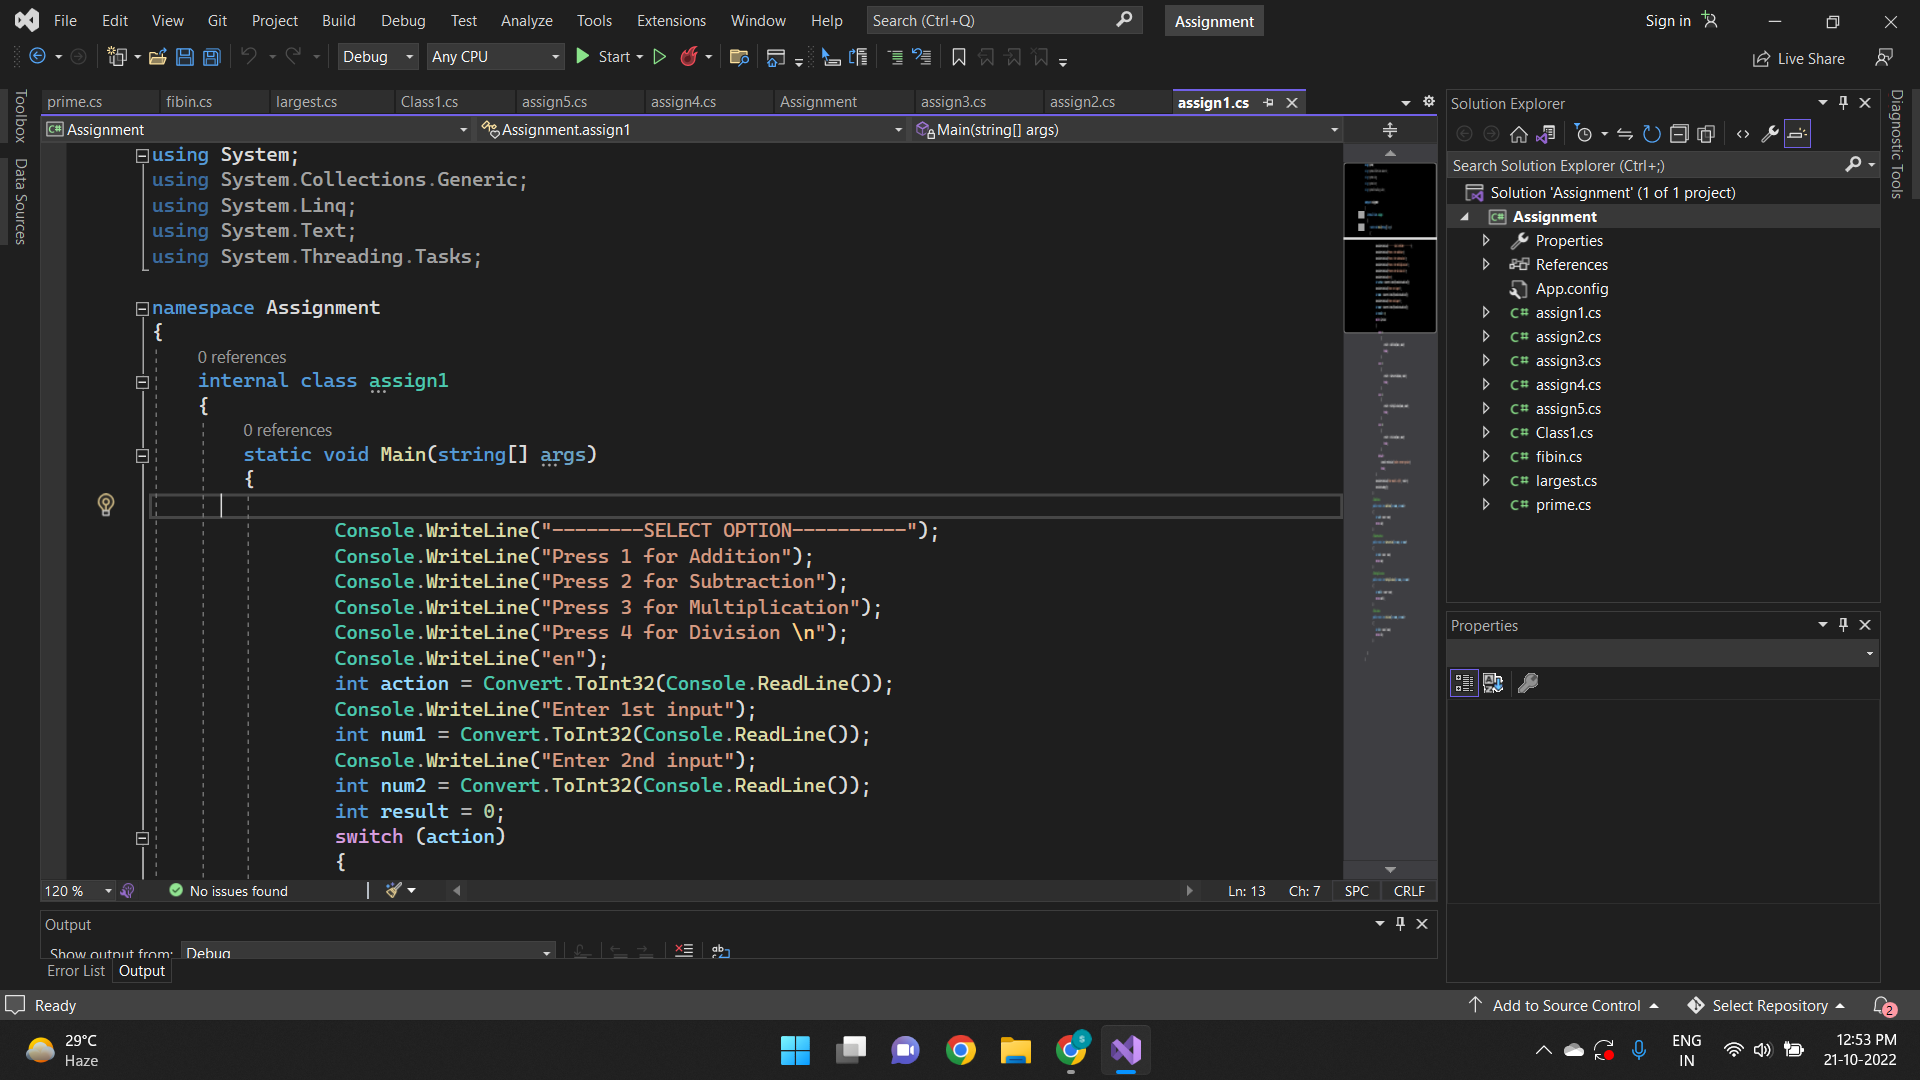 File Edit View Git Project Build Debug Test Analyze Tools Extensions Window Help Search (Ctrl+Q) Assignment Sign in
Debug Any CPU Start Live Share
Toolbox
Data Sources
prime.cs fibin.cs largest.cs Class1.cs assign5.cs assign4.cs Assignment assign3.cs assign2.cs assign1.cs
Assignment Assignment.assign1 Main(string[] args)
using System;
using System.Collections.Generic;
using System.Linq;
using System.Text;
using System.Threading.Tasks;
namespace Assignment
{
0 references
internal class assign1
{
0 references
static void Main(string[] args)
{
Console.WriteLine("--------SELECT OPTION----------");
Console.WriteLine("Press 1 for Addition");
Console.WriteLine("Press 2 for Subtraction");
Console.WriteLine("Press 3 for Multiplication");
Console.WriteLine("Press 4 for Division \n");
Console.WriteLine("en");
int action = Convert.ToInt32(Console.ReadLine());
Console.WriteLine("Enter 1st input");
int num1 = Convert.ToInt32(Console.ReadLine());
Console.WriteLine("Enter 2nd input");
int num2 = Convert.ToInt32(Console.ReadLine());
int result = 0;
switch (action)
{
120 % No issues found Ln: 13 Ch: 7 SPC CRLF
Output
Show output from: Debug
Error List Output
Solution Explorer
Search Solution Explorer (Ctrl+;)
Solution 'Assignment' (1 of 1 project)
C# Assignment
Properties
References
App.config
C# assign1.cs
C# assign2.cs
C# assign3.cs
C# assign4.cs
C# assign5.cs
C# Class1.cs
C# fibin.cs
C# largest.cs
C# prime.cs
Properties
Diagnostic Tools
Ready Add to Source Control Select Repository 2
29°C
Haze
ENG
IN
12:53 PM
21-10-2022